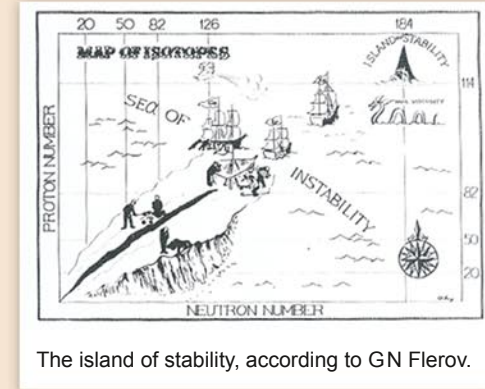 20 50 82 126 184
MAP OF ISOTOPES
ISLAND OF STABILITY
114
SEA OF
INSTABILITY
PROTON NUMBER
82
50
20
NEUTRON NUMBER
The island of stability, according to GN Flerov.